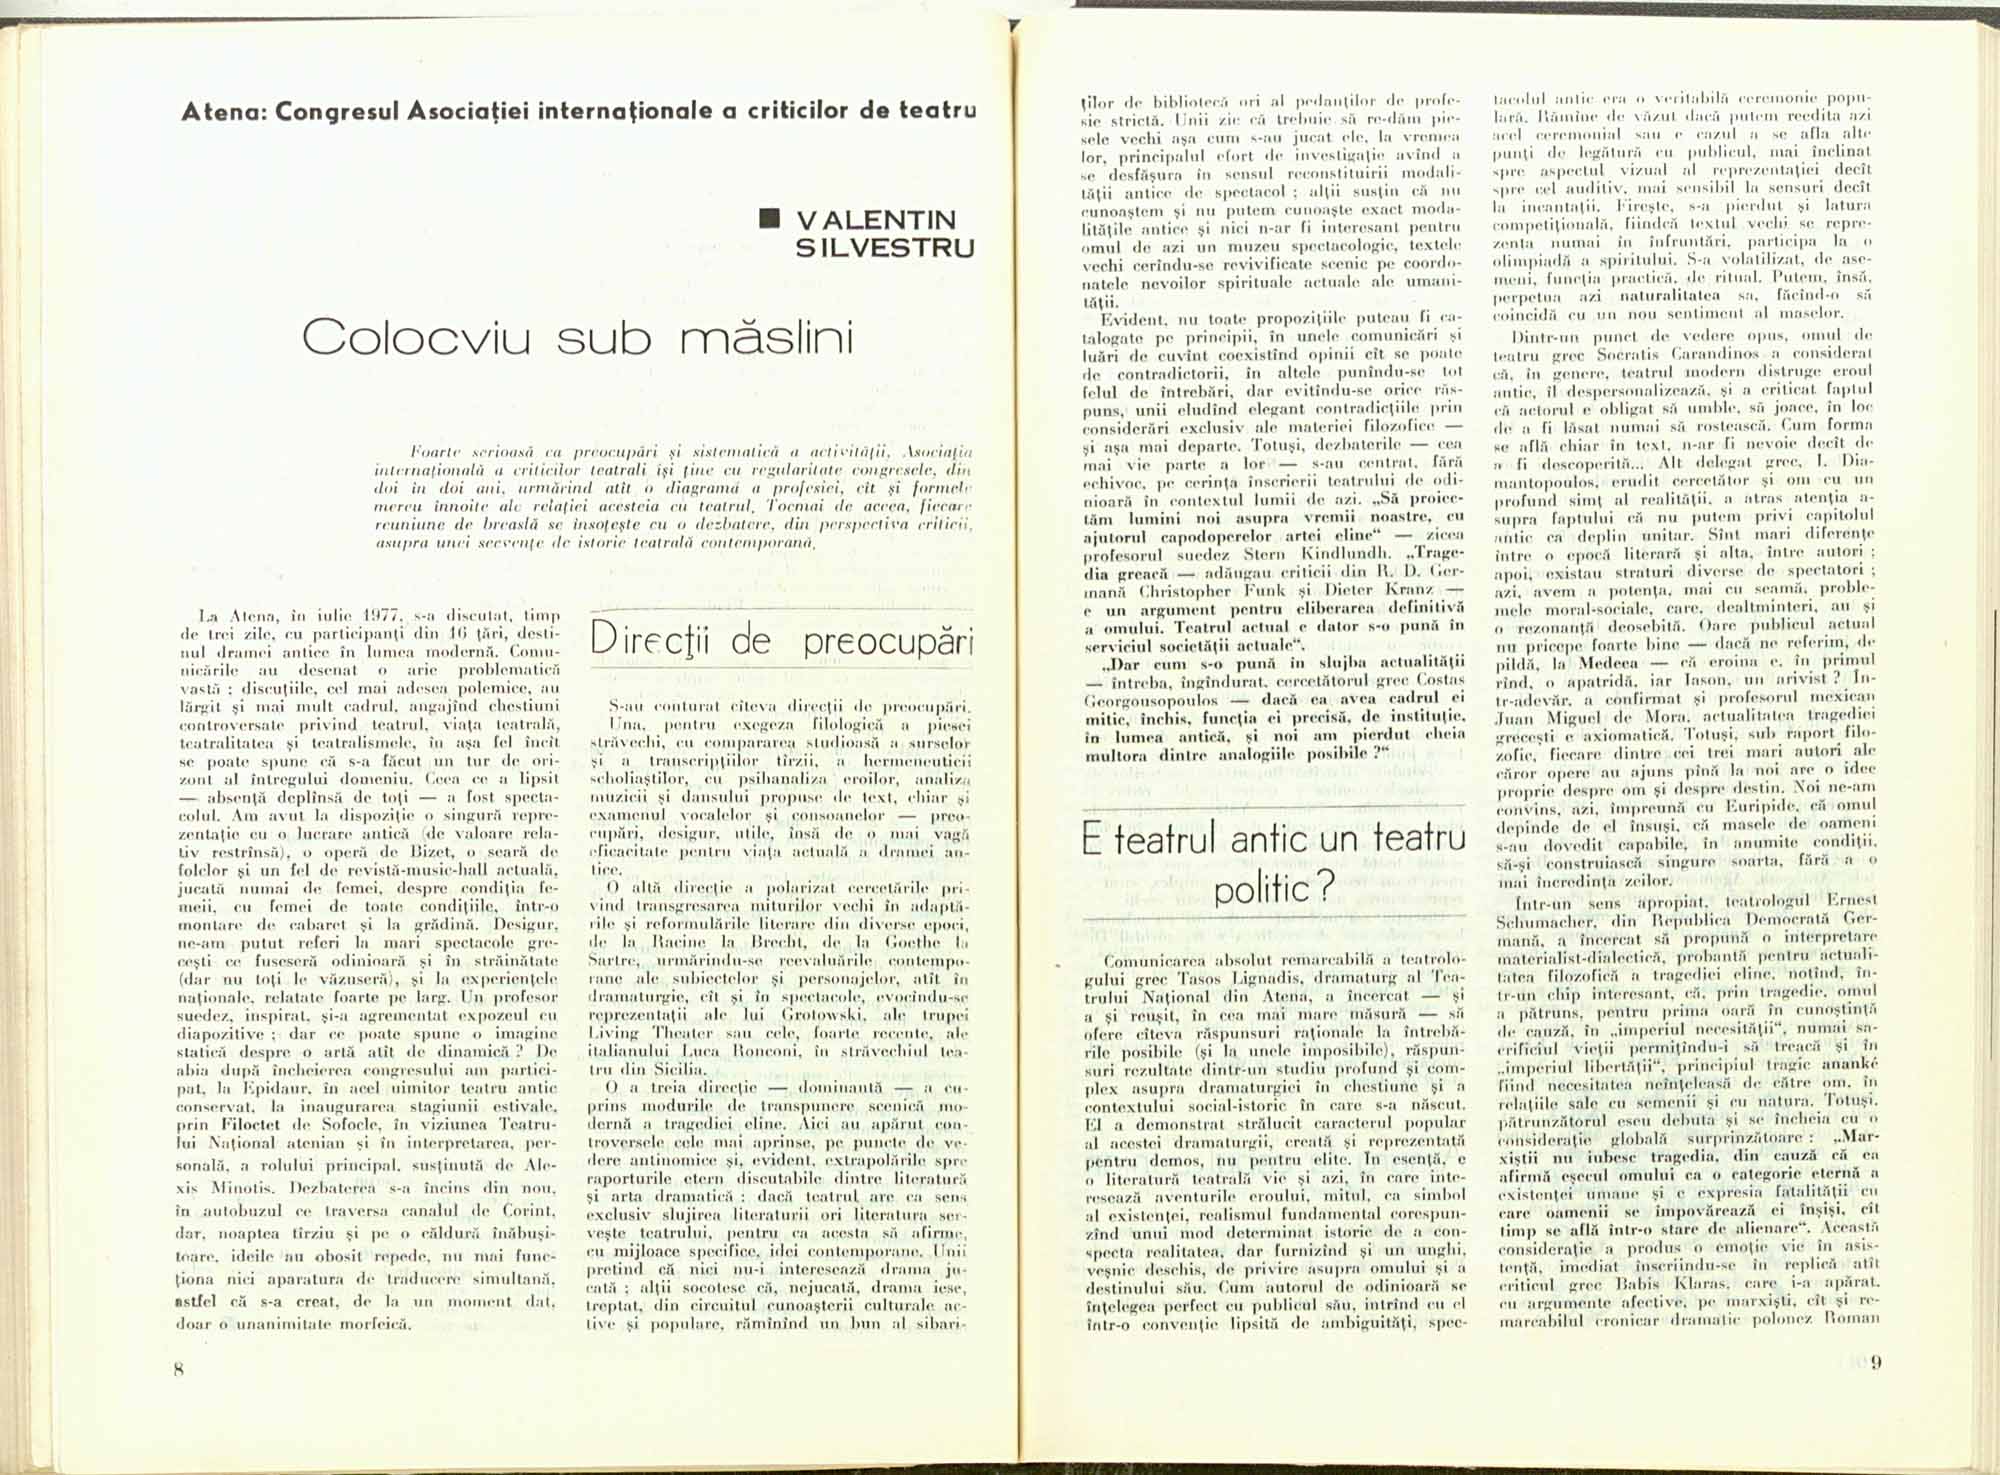 Atena: Congresul Asociației internaționale a criticilor de teatru
■ VALENTIN
SILVESTRU
Colocviu sub măslini
Foarte serioasă ca preocupări și sistematică a activității, Asociația
internațională a criticilor teatrali își ține cu regularitate congresele, din
doi în doi ani, urmărind atît o diagramă a profesiei, cît și formele
mereu înnoite ale relației acesteia cu teatrul. Tocmai de aceea, fiecare
reuniune de breaslă se însoțește cu o dezbatere, din perspectiva criticii,
asupra unei secvențe de istorie teatrală contemporană.
La Atena, în iulie 1977, s-a discutat, timp
de trei zile, cu participanți din 16 țări, desti-
nul dramei antice în lumea modernă. Comu-
nicările au desenat o arie problematică
vastă ; discuțiile, cel mai adesea polemice, au
lărgit și mai mult cadrul, angajînd chestiuni
controversate privind teatrul, viața teatrală,
teatralitatea și teatralismele, în așa fel încît
se poate spune că s-a făcut un tur de ori-
zont al întregului domeniu. Ceea ce a lipsit
— absență deplînsă de toți — a fost specta-
colul. Am avut la dispoziție o singură repre-
zentație cu o lucrare antică (de valoare rela-
tiv restrînsă), o operă de Bizet, o seară de
folclor și un fel de revistă-music-hall actuală,
jucată numai de femei, despre condiția fe-
meii, cu femei de toate condițiile, într-o
montare de cabaret și la grădină. Desigur,
ne-am putut referi la mari spectacole gre-
cești ce fuseseră odinioară și în străinătate
(dar nu toți le văzuseră), și la experiențele
naționale, relatate foarte pe larg. Un profesor
suedez, inspirat, și-a agrementat expozeul cu
diapozitive ; dar ce poate spune o imagine
statică despre o artă atît de dinamică ? De
abia după încheierea congresului am partici-
pat, la Epidaur, în acel uimitor teatru antic
conservat, la inaugurarea stagiunii estivale,
prin Filoctet de Sofocle, în viziunea Teatru-
lui Național atenian și în interpretarea, per-
sonală, a rolului principal, susținută de Ale-
xis Minotis. Dezbaterea s-a încins din nou,
în autobuzul ce traversa canalul de Corint,
dar, noaptea tîrziu și pe o căldură înăbuși-
toare, ideile au obosit repede, nu mai func-
ționa nici aparatura de traducere simultană,
astfel că s-a creat, de la un moment dat,
doar o unanimitate morfeică.
8
Direcții de preocupări
S-au conturat cîteva direcții de preocupări.
Una, pentru exegeza filologică a piesei
străvechi, cu compararea studioasă a surselor
și a transcripțiilor tîrzii, a hermeneuticii
scholiaștilor, cu psihanaliza eroilor, analiza
muzicii și dansului propuse de text, chiar și
examenul vocalelor și consoanelor — preo-
cupări, desigur, utile, însă de o mai vagă
eficacitate pentru viața actuală a dramei an-
tice.
O altă direcție a polarizat cercetările pri-
vind transgresarea miturilor vechi în adaptă-
rile și reformulările literare din diverse epoci,
de la Racine la Brecht, de la Goethe la
Sartre, urmărindu-se reevaluările contempo-
rane ale subiectelor și personajelor, atît în
dramaturgie, cît și în spectacole, evocîndu-se
reprezentații ale lui Grotowski, ale trupei
Living Theater sau cele, foarte recente, ale
italianului Luca Ronconi, în străvechiul tea-
tru din Sicilia.
O a treia direcție — dominantă — a cu-
prins modurile de transpunere scenică mo-
dernă a tragediei eline. Aici au apărut con-
troversele cele mai aprinse, pe puncte de ve-
dere antinomice și, evident, extrapolările spre
raporturile etern discutabile dintre literatură
și arta dramatică : dacă teatrul are ca sens
exclusiv slujirea literaturii ori literatura ser-
vește teatrului, pentru ca acesta să afirme,
cu mijloace specifice, idei contemporane. Unii
pretind că nici nu-i interesează drama ju-
cată ; alții socotesc că, nejucată, drama iese,
treptat, din circuitul cunoașterii culturale ac-
tive și populare, rămînînd un bun al sibari-
ților de bibliotecă ori al pedanților de profe-
sie strictă. Unii zic că trebuie să re-dăm pie-
sele vechi așa cum s-au jucat ele, la vremea
lor, principalul efort de investigație avînd a
se desfășura în sensul reconstituirii modali-
tății antice de spectacol ; alții susțin că nu
cunoaștem și nu putem cunoaște exact moda-
litățile antice și nici n-ar fi interesant pentru
omul de azi un muzeu spectacologic, textele
vechi cerîndu-se revivificate scenic pe coordo-
natele nevoilor spirituale actuale ale umani-
tății.
Evident, nu toate propozițiile puteau fi ca-
talogate pe principii, în unele comunicări și
luări de cuvînt coexistînd opinii cît se poate
de contradictorii, în altele punîndu-se tot
felul de întrebări, dar evitîndu-se orice răs-
puns, unii eludînd elegant contradicțiile prin
considerări exclusiv ale materiei filozofice —
și așa mai departe. Totuși, dezbaterile — cea
mai vie parte a lor — s-au centrat, fără
echivoc, pe cerința înscrierii teatrului de odi-
nioară în contextul lumii de azi. „Să proiec-
tăm lumini noi asupra vremii noastre, cu
ajutorul capodoperelor artei eline“ — zicea
profesorul suedez Stern Kindlundh. „Trage-
dia greacă — adăugau criticii din R. D. Ger-
mană Christopher Funk și Dieter Kranz —
e un argument pentru eliberarea definitivă
a omului. Teatrul actual e dator s-o pună în
serviciul societății actuale“.
„Dar cum s-o pună în slujba actualității
— întreba, îngîndurat, cercetătorul grec Costas
Georgousopoulos — dacă ea avea cadrul ei
mitic, închis, funcția ei precisă, de instituție,
în lumea antică, și noi am pierdut cheia
multora dintre analogiile posibile ?“
E teatrul antic un teatru
politic ?
Comunicarea absolut remarcabilă a teatrolo-
gului grec Tasos Lignadis, dramaturg al Tea-
trului Național din Atena, a încercat — și
a și reușit, în cea mai mare măsură — să
ofere cîteva răspunsuri raționale la întrebă-
rile posibile (și la unele imposibile), răspun-
suri rezultate dintr-un studiu profund și com-
plex asupra dramaturgiei în chestiune și a
contextului social-istoric în care s-a născut.
El a demonstrat strălucit caracterul popular
al acestei dramaturgii, creată și reprezentată
pentru demos, nu pentru elite. În esență, e
o literatură teatrală vie și azi, în care inte-
resează aventurile eroului, mitul, ca simbol
al existenței, realismul fundamental corespun-
zînd unui mod determinat istoric de a con-
specta realitatea, dar furnizînd și un unghi,
veșnic deschis, de privire asupra omului și a
destinului său. Cum autorul de odinioară se
înțelegea perfect cu publicul său, intrînd cu el
într-o convenție lipsită de ambiguități, spec-
tacolul antic era o veritabilă ceremonie popu-
lară. Rămîne de văzut dacă putem reedita azi
acel ceremonial sau e cazul a se afla alte
punți de legătură cu publicul, mai înclinat
spre aspectul vizual al reprezentației decît
spre cel auditiv, mai sensibil la sensuri decît
la incantații. Firește, s-a pierdut și latura
competițională, fiindcă textul vechi se repre-
zenta numai în înfruntări, participa la o
olimpiadă a spiritului. S-a volatilizat, de ase-
meni, funcția practică, de ritual. Putem, însă,
perpetua azi naturalitatea sa, făcînd-o să
coincidă cu un nou sentiment al maselor.
Dintr-un punct de vedere opus, omul de
teatru grec Socratis Carandinos a considerat
că, în genere, teatrul modern distruge eroul
antic, îl despersonalizează, și a criticat faptul
că actorul e obligat să umble, să joace, în loc
de a fi lăsat numai să rostească. Cum forma
se află chiar în text, n-ar fi nevoie decît de
a fi descoperită... Alt delegat grec, I. Dia-
mantopoulos, erudit cercetător și om cu un
profund simț al realității, a atras atenția a-
supra faptului că nu putem privi capitolul
antic ca deplin unitar. Sînt mari diferențe
între o epocă literară și alta, între autori ;
apoi, existau straturi diverse de spectatori ;
azi, avem a potența, mai cu seamă, proble-
mele moral-sociale, care, dealtminteri, au și
o rezonanță deosebită. Oare publicul actual
nu pricepe foarte bine — dacă ne referim, de
pildă, la Medeea — că eroina e, în primul
rînd, o apatridă, iar Iason, un arivist ? În-
tr-adevăr, a confirmat și profesorul mexican
Juan Miguel de Mora, actualitatea tragediei
grecești e axiomatică. Totuși, sub raport filo-
zofic, fiecare dintre cei trei mari autori ale
căror opere au ajuns pînă la noi are o idee
proprie despre om și despre destin. Noi ne-am
convins, azi, împreună cu Euripide, că omul
depinde de el însuși, că masele de oameni
s-au dovedit capabile, în anumite condiții,
să-și construiască singure soarta, fără a o
mai încredința zeilor.
Într-un sens apropiat, teatrologul Ernest
Schumacher, din Republica Democrată Ger-
mană, a încercat să propună o interpretare
materialist-dialectică, probantă pentru actuali-
tatea filozofică a tragediei eline, notînd, în-
tr-un chip interesant, că, prin tragedie, omul
a pătruns, pentru prima oară în cunoștință
de cauză, în „imperiul necesității“, numai sa-
crificiul vieții permițîndu-i să treacă și în
„imperiul libertății“, principiul tragic ananké
fiind necesitatea neînțeleasă de către om, în
relațiile sale cu semenii și cu natura. Totuși,
pătrunzătorul eseu debuta și se încheia cu o
considerație globală surprinzătoare : „Mar-
xiștii nu iubesc tragedia, din cauză că ea
afirmă eșecul omului ca o categorie eternă a
existenței umane și e expresia fatalității cu
care oamenii se împovărează ei înșiși, cît
timp se află într-o stare de alienare“. Această
considerație a produs o emoție vie în asis-
tență, imediat înscriindu-se în replică atît
criticul grec Babis Klaras, care i-a apărat,
cu argumente afective, pe marxiști, cît și re-
marcabilul cronicar dramatic polonez Roman
9